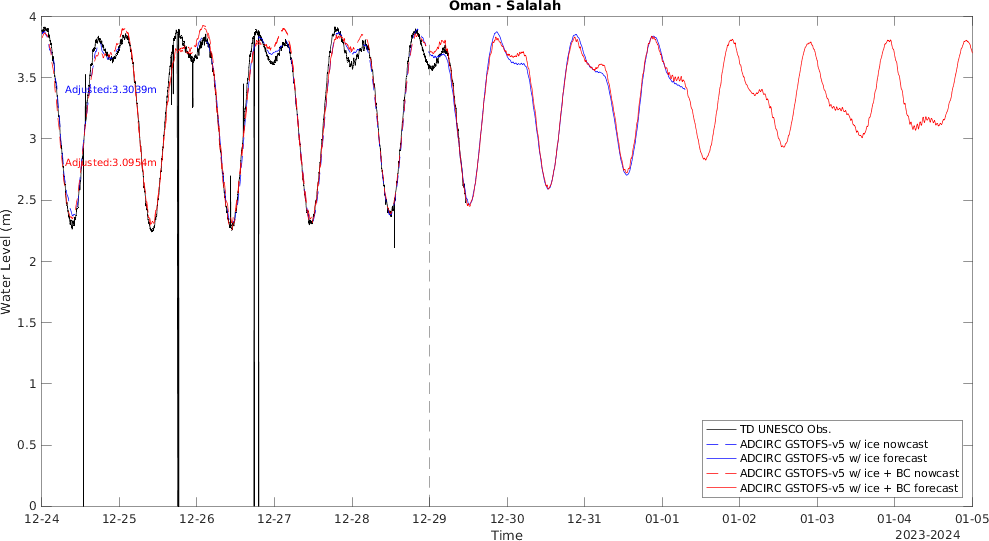 Oman - Salalah
4
3.5
3
2.5
2
1.5
1
0.5
0
Water Level (m)
Adjusted:3.3039m
Adjusted:3.0954m
TD UNESCO Obs.
ADCIRC GSTOFS-v5 w/ ice nowcast
ADCIRC GSTOFS-v5 w/ ice forecast
ADCIRC GSTOFS-v5 w/ ice + BC nowcast
ADCIRC GSTOFS-v5 w/ ice + BC forecast
12-24 12-25 12-26 12-27 12-28 12-29 12-30 12-31 01-01 01-02 01-03 01-04 01-05
Time
2023-2024